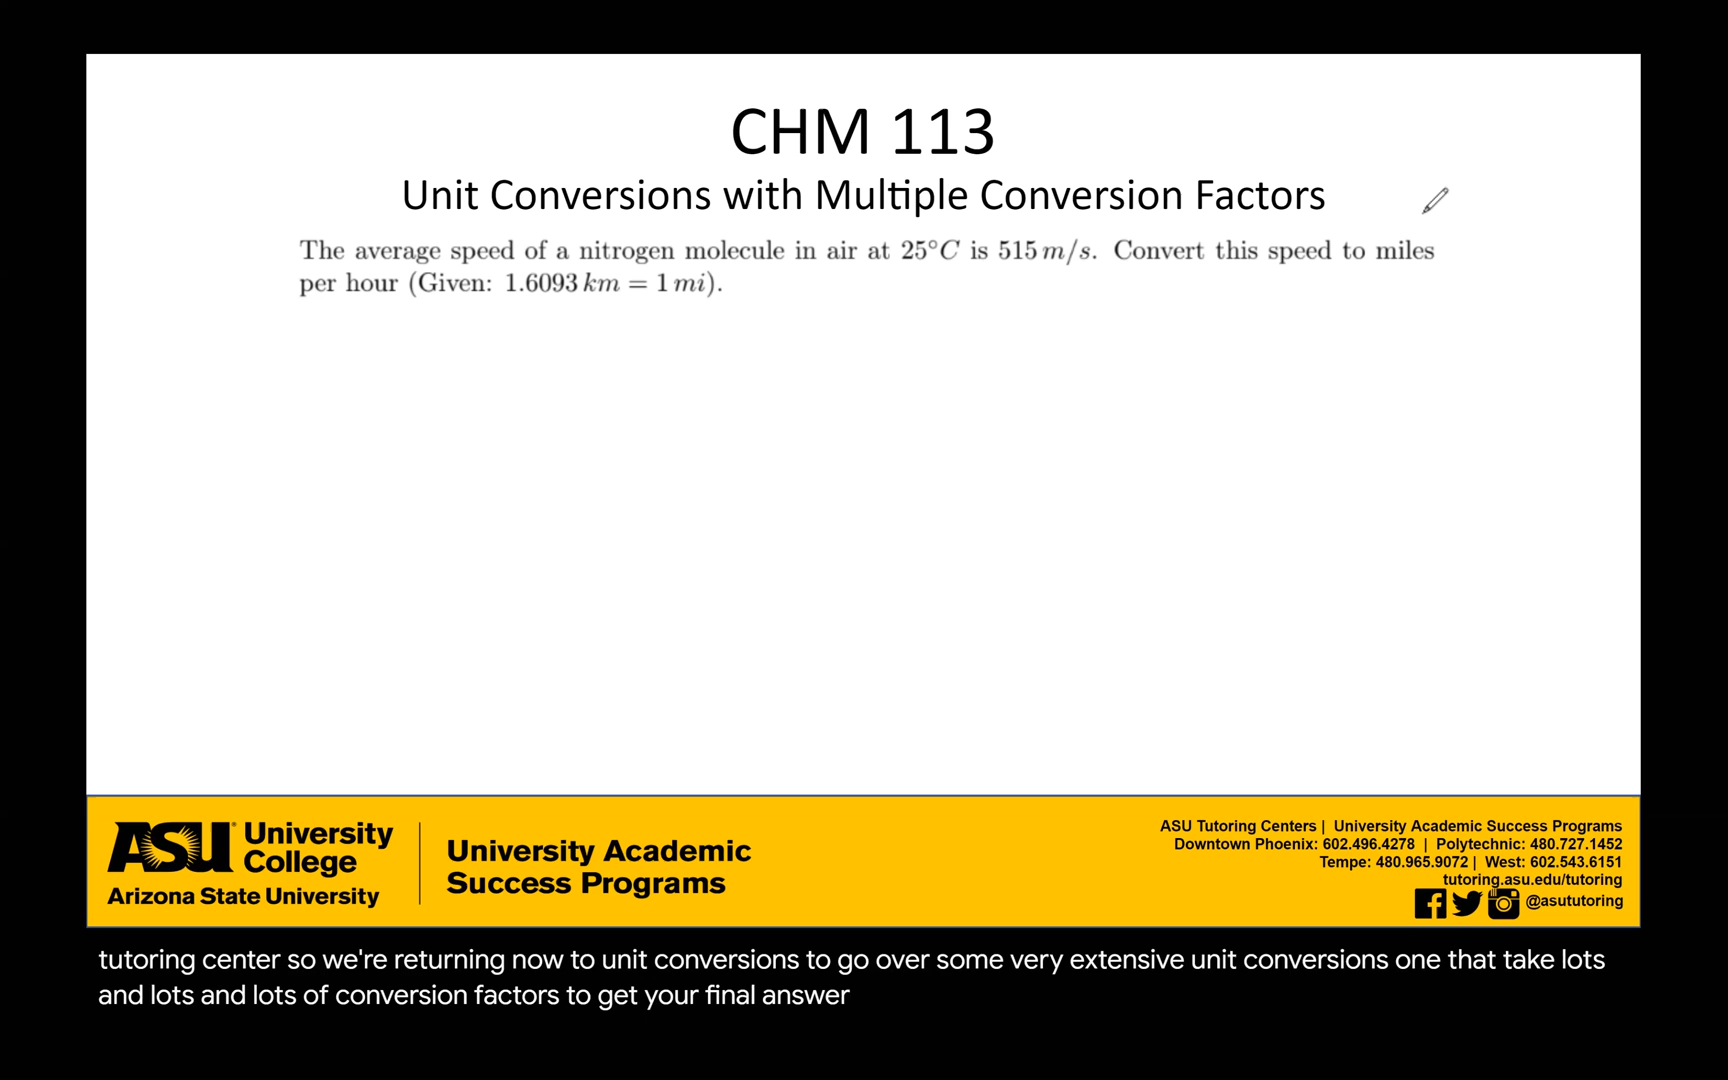 CHM 113
Unit Conversions with Multiple Conversion Factors
The average speed of a nitrogen molecule in air at 25°C is 515 m/s. Convert this speed to miles
per hour (Given: 1.6093 km = 1 mi).
ASU University
College
Arizona State University
University Academic
Success Programs
ASU Tutoring Centers | University Academic Success Programs
Downtown Phoenix: 602.496.4278 | Polytechnic: 480.727.1452
Tempe: 480.965.9072 | West: 602.543.6151
tutoring.asu.edu/tutoring
@asututoring
tutoring center so we're returning now to unit conversions to go over some very extensive unit conversions one that take lots
and lots and lots of conversion factors to get your final answer